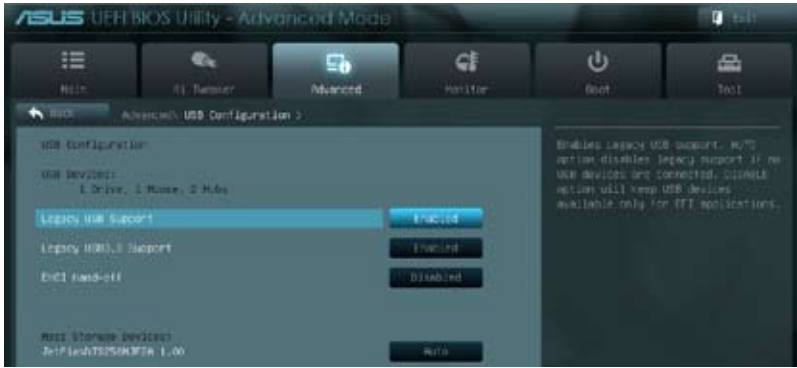 ASUS UEFI BIOS Utility - Advanced Mode
Exit
Main
Ai Tweaker
Advanced
Monitor
Boot
Tool
Back
Advanced\ USB Configuration >
USB Configuration
USB Devices:
1 Drive, 1 Mouse, 2 Hubs
Legacy USB Support
Enabled
Legacy USB3.0 Support
Enabled
EHCI Hand-off
Disabled
Mass Storage Devices:
1.00
Auto
Enables Legacy USB support. AUTO
option disables legacy support if no
USB devices are connected. DISABLE
option will keep USB devices
available only for EFI applications.